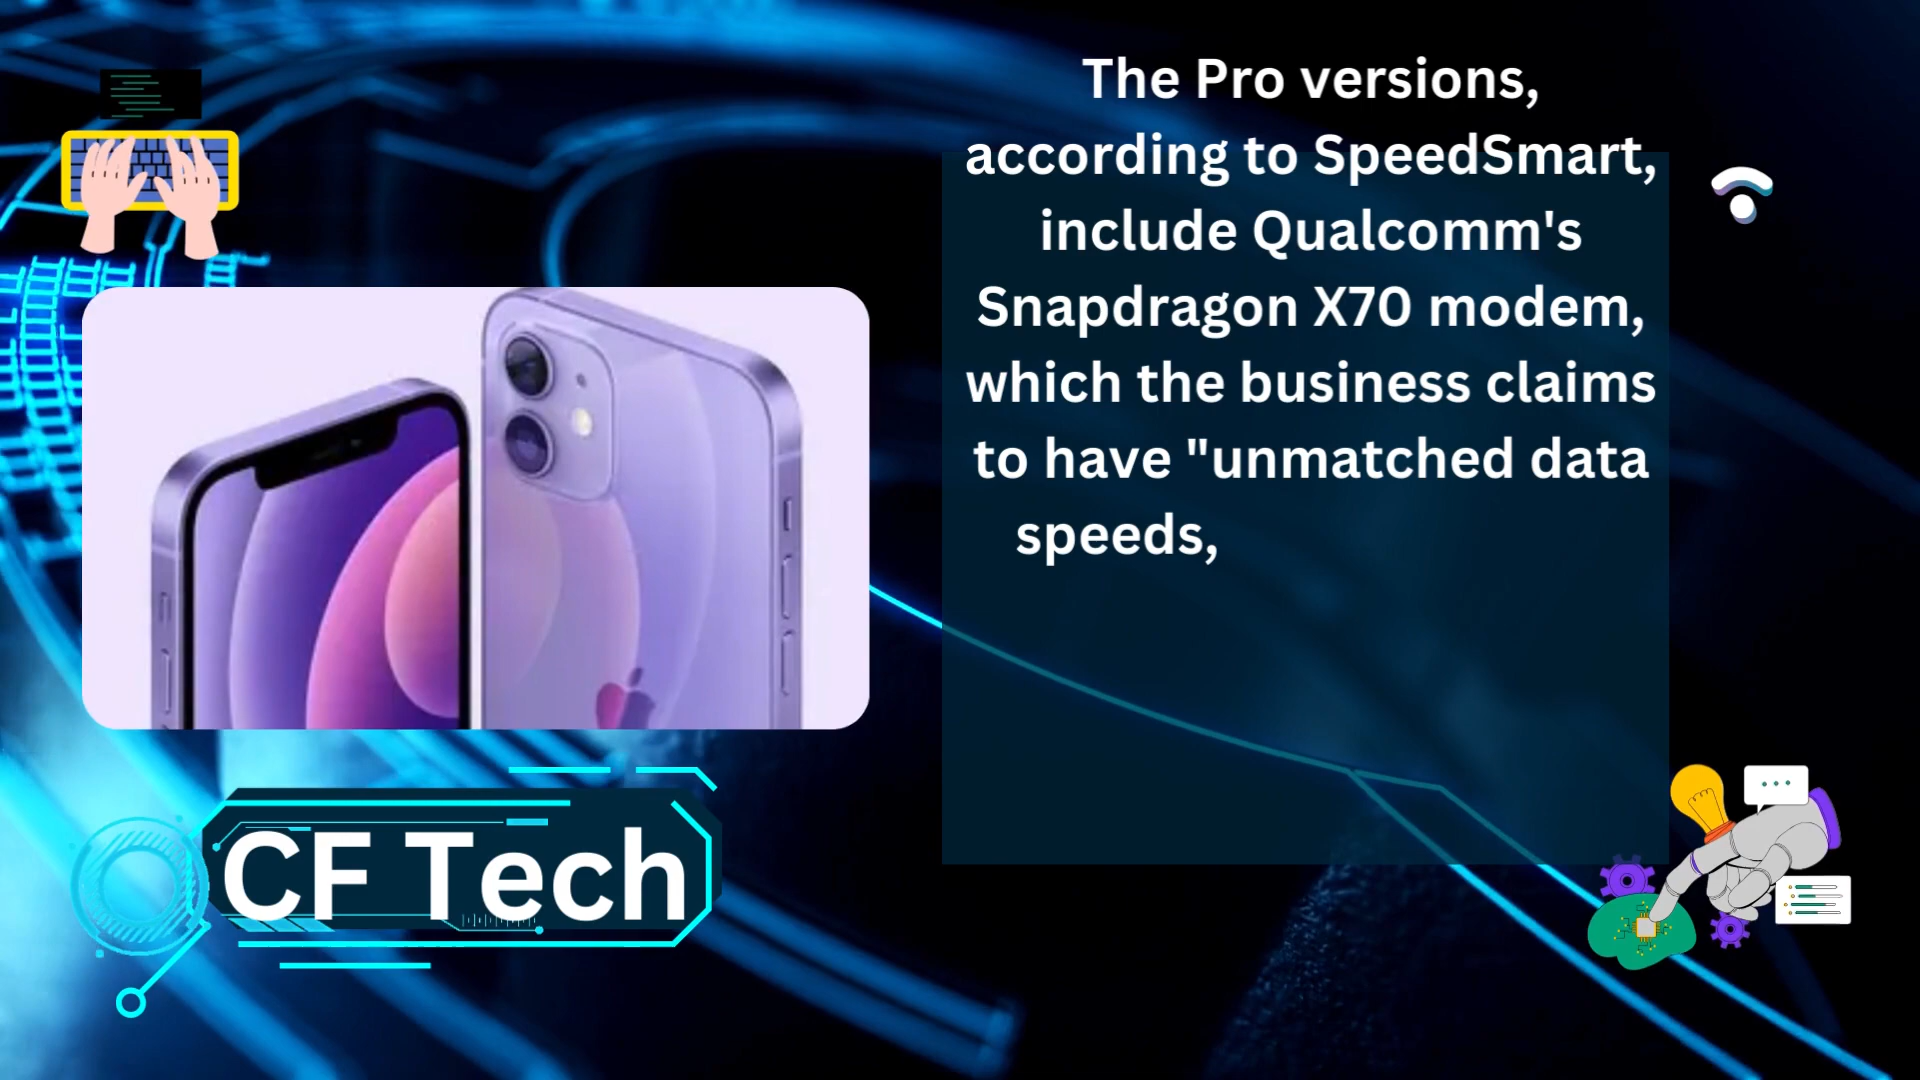 The Pro versions,
according to SpeedSmart,
include Qualcomm's
Snapdragon X70 modem,
which the business claims
to have "unmatched data
speeds,
CF Tech